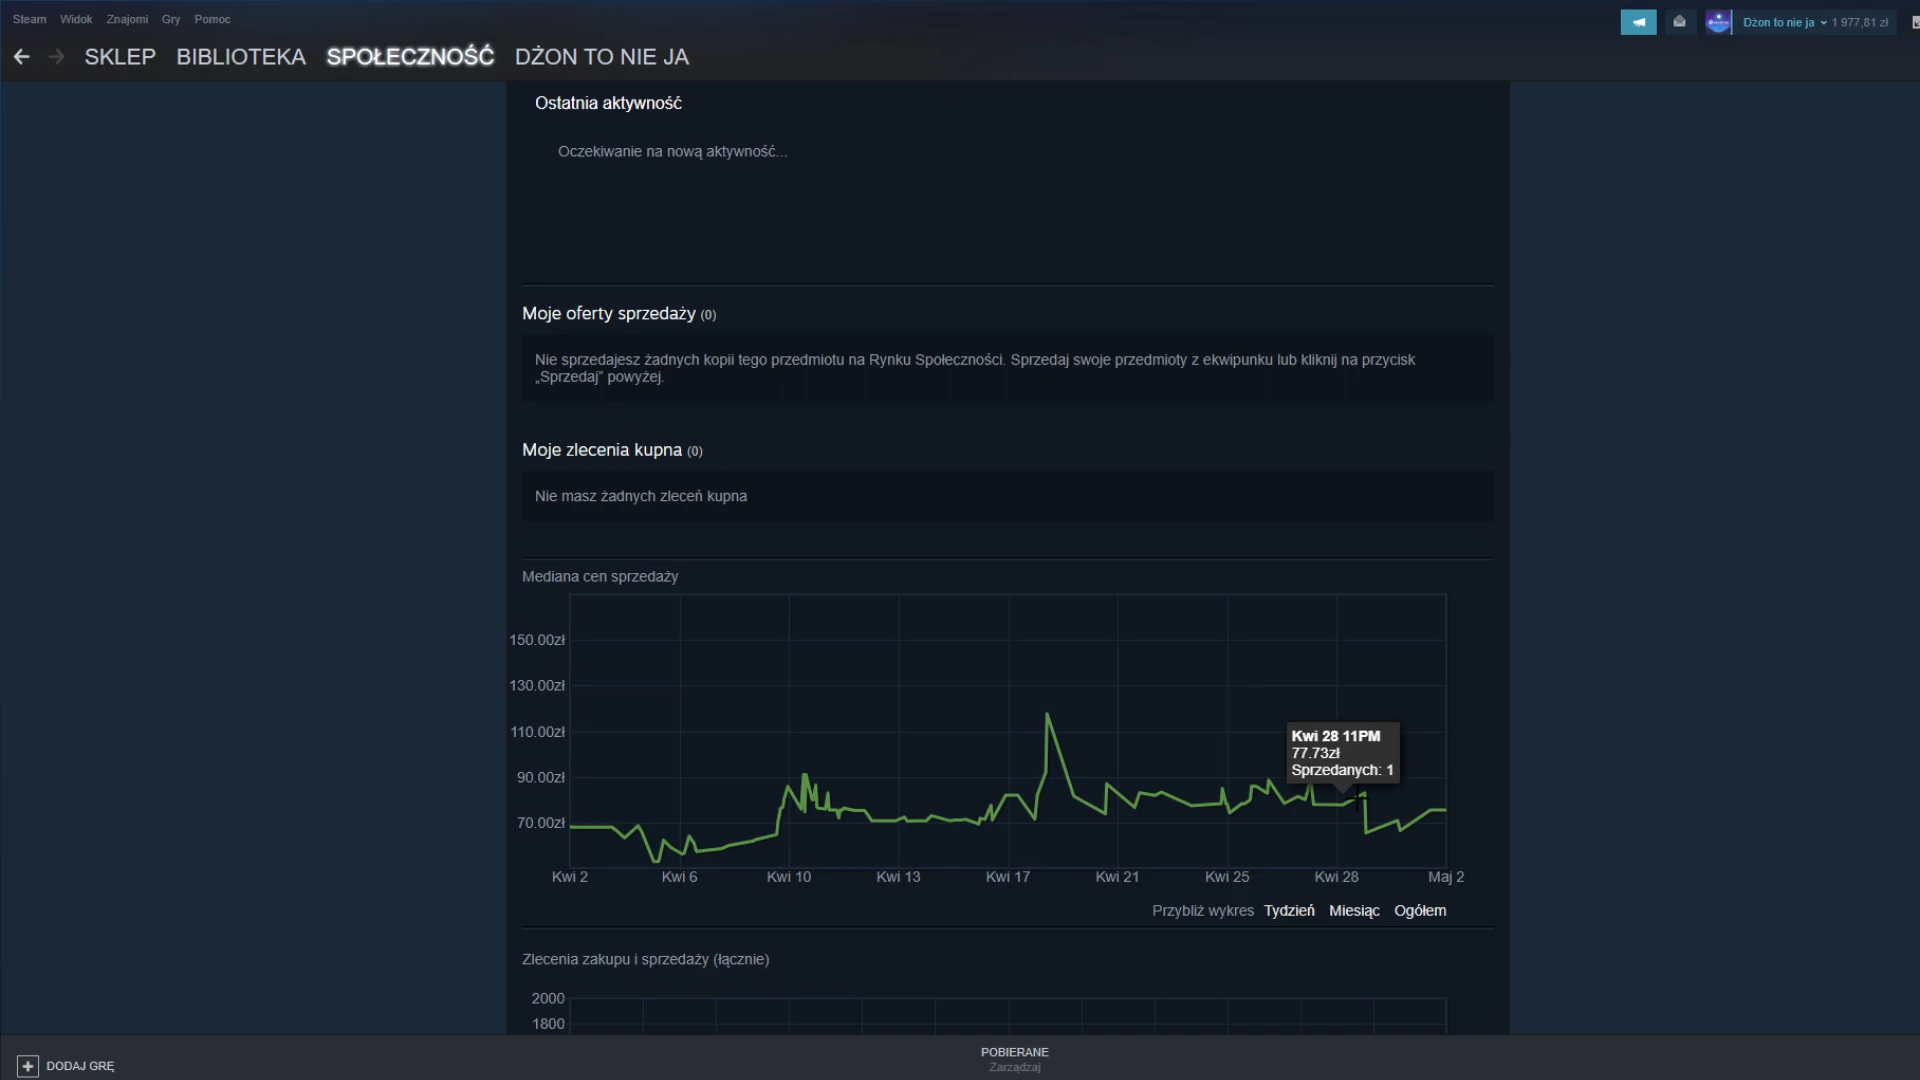 Steam Widok Znajomi Gry Pomoc
Dżon to nie ja 1 977,81 zł
SKLEP BIBLIOTEKA SPOŁECZNOŚĆ DŻON TO NIE JA
Ostatnia aktywność
Oczekiwanie na nową aktywność...
Moje oferty sprzedaży (0)
Nie sprzedajesz żadnych kopii tego przedmiotu na Rynku Społeczności. Sprzedaj swoje przedmioty z ekwipunku lub kliknij na przycisk
„Sprzedaj” powyżej.
Moje zlecenia kupna (0)
Nie masz żadnych zleceń kupna
Mediana cen sprzedaży
150.00zł
130.00zł
110.00zł
Kwi 28 11PM
77.73zł
Sprzedanych: 1
90.00zł
70.00zł
Kwi 2 Kwi 6 Kwi 10 Kwi 13 Kwi 17 Kwi 21 Kwi 25 Kwi 28 Maj 2
Przybliż wykres Tydzień Miesiąc Ogółem
Zlecenia zakupu i sprzedaży (łącznie)
2000
1800
DODAJ GRĘ
POBIERANE
Zarządzaj